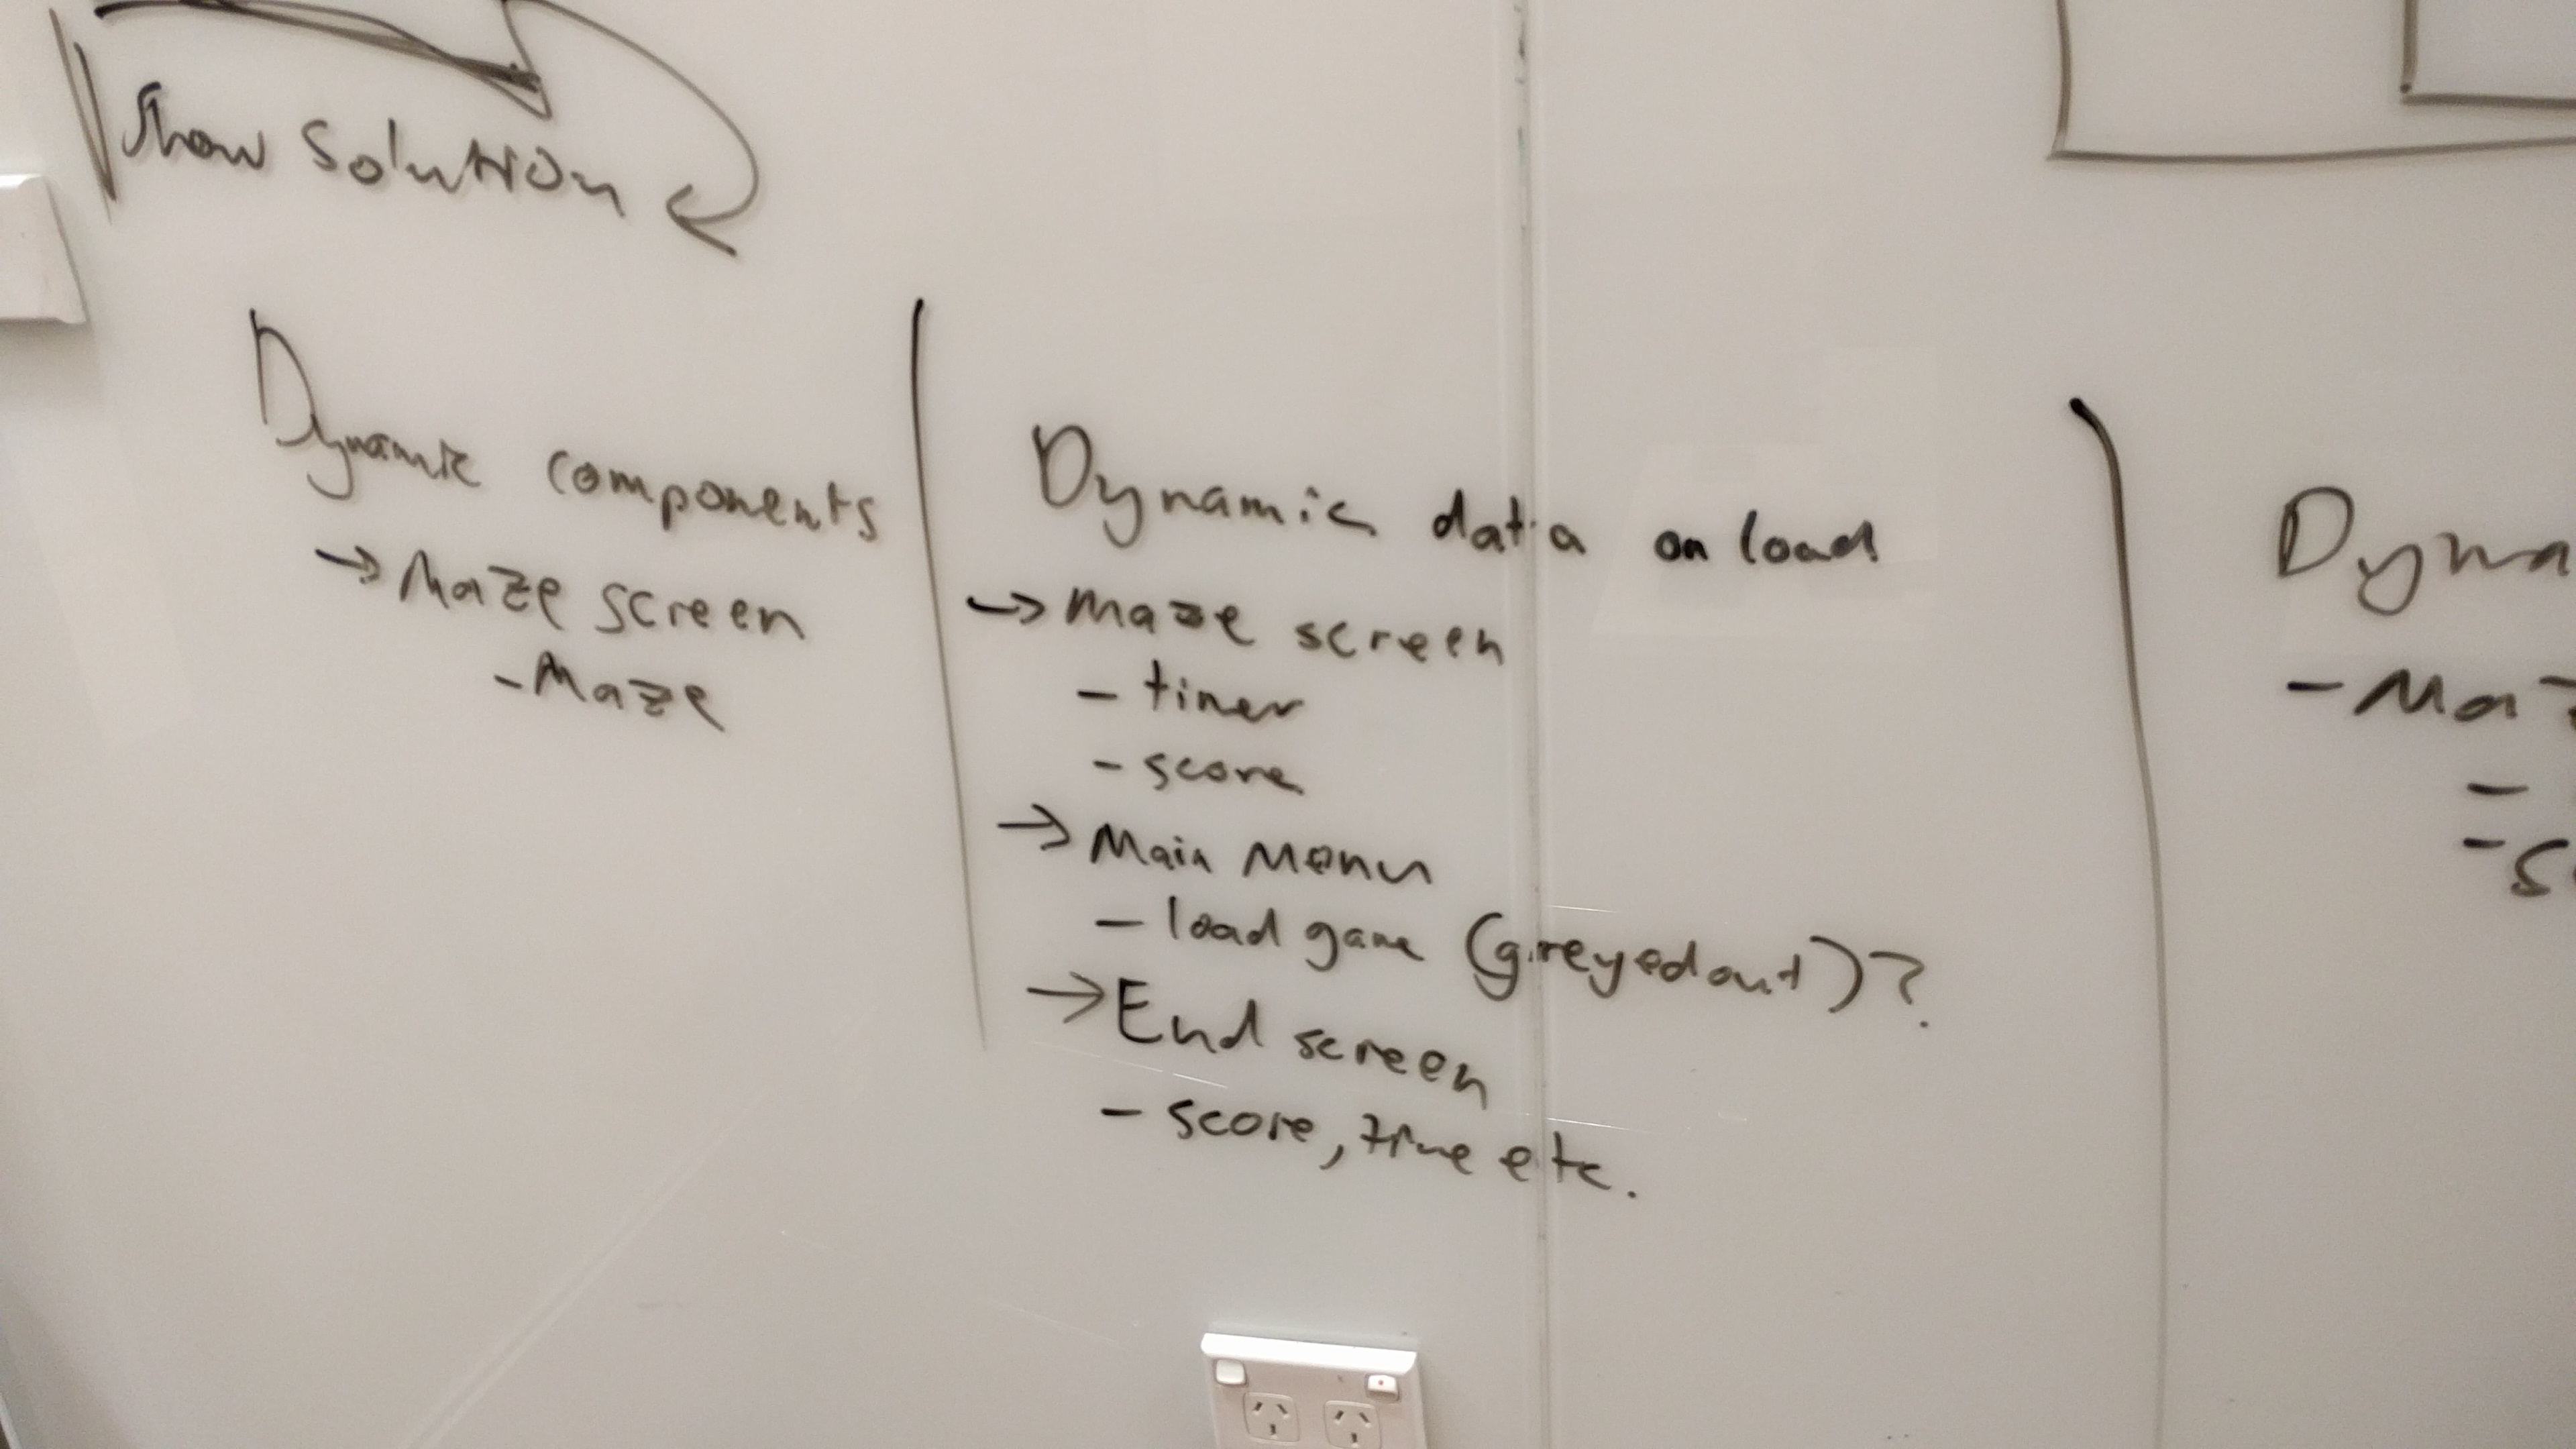 Show solution
Dynamic components
→ Maze screen
- Maze
Dynamic data on load
→ Maze screen
- timer
- score
→ Main Menu
- load game (greyed out)?
→ End screen
- score, time etc.
Dyna
- Maz
-
- S